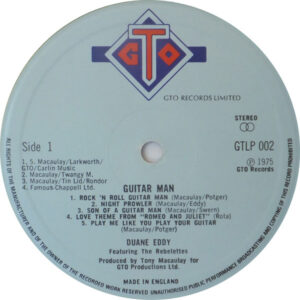 GTO
GTO RECORDS LIMITED
Side 1
STEREO
GTLP 002
℗ 1975
GTO Records
1, 5. Macaulay/Larkworth/
GTO/Carlin Music
2. Macaulay/Twangy M.
3. Macaulay/Tin Ltd/Rondor
4. Famous-Chappell Ltd.
GUITAR MAN
1. ROCK 'N ROLL GUITAR MAN (Macaulay/Potger)
2. NIGHT PROWLER (Macaulay/Eddy)
3. SON OF A GUITAR MAN (Macaulay/Swern)
4. LOVE THEME FROM "ROMEO AND JULIET" (Rota)
5. PLAY ME LIKE YOU PLAY YOUR GUITAR
(Macaulay/Potger)
DUANE EDDY
Featuring The Rebelettes
Produced by Tony Macaulay for
GTO Productions Ltd.
MADE IN ENGLAND
ALL RIGHTS OF THE MANUFACTURER AND OF THE OWNER OF THE RECORDED WORK RESERVED. UNAUTHORISED PUBLIC PERFORMANCE, BROADCASTING AND COPYING OF THIS RECORD PROHIBITED